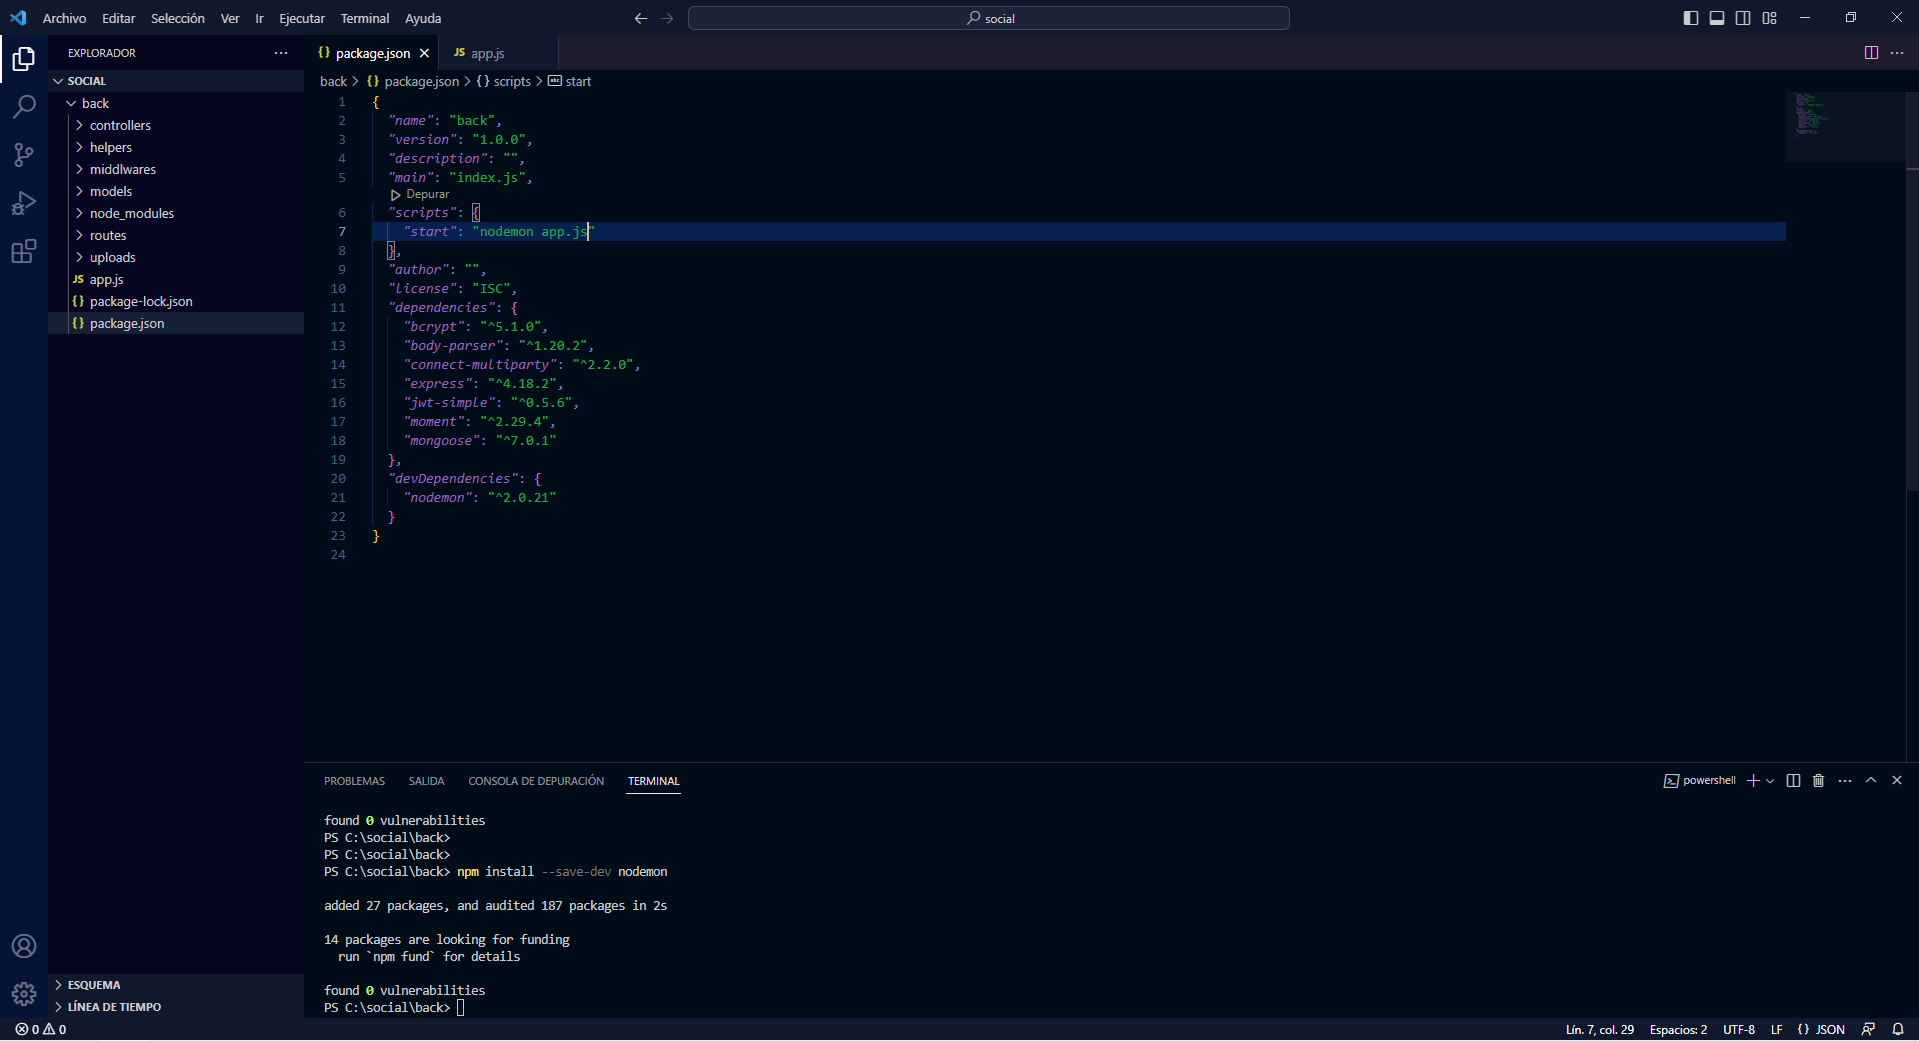 Archivo Editar Selección Ver Ir Ejecutar Terminal Ayuda
social
EXPLORADOR
SOCIAL
back
controllers
helpers
middlwares
models
node_modules
routes
uploads
JS app.js
{} package-lock.json
{} package.json
ESQUEMA
LÍNEA DE TIEMPO
{} package.json
JS app.js
back > {} package.json > {} scripts > abc start
1 {
2 "name": "back",
3 "version": "1.0.0",
4 "description": "",
5 "main": "index.js",
Depurar
6 "scripts": {
7 "start": "nodemon app.js"
8 },
9 "author": "",
10 "license": "ISC",
11 "dependencies": {
12 "bcrypt": "^5.1.0",
13 "body-parser": "^1.20.2",
14 "connect-multiparty": "^2.2.0",
15 "express": "^4.18.2",
16 "jwt-simple": "^0.5.6",
17 "moment": "^2.29.4",
18 "mongoose": "^7.0.1"
19 },
20 "devDependencies": {
21 "nodemon": "^2.0.21"
22 }
23 }
24
PROBLEMAS SALIDA CONSOLA DE DEPURACIÓN TERMINAL
powershell
found 0 vulnerabilities
PS C:\social\back>
PS C:\social\back>
PS C:\social\back> npm install --save-dev nodemon
added 27 packages, and audited 187 packages in 2s
14 packages are looking for funding
run `npm fund` for details
found 0 vulnerabilities
PS C:\social\back>
0 0
Lín. 7, col. 29 Espacios: 2 UTF-8 LF {} JSON